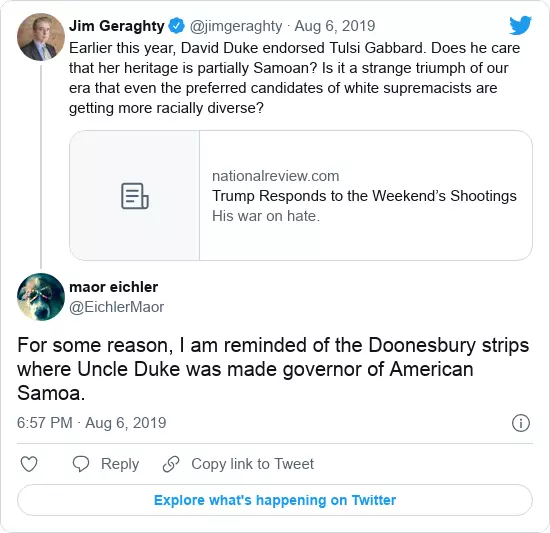 Jim Geraghty @jimgeraghty · Aug 6, 2019
Earlier this year, David Duke endorsed Tulsi Gabbard. Does he care
that her heritage is partially Samoan? Is it a strange triumph of our
era that even the preferred candidates of white supremacists are
getting more racially diverse?
nationalreview.com
Trump Responds to the Weekend’s Shootings
His war on hate.
maor eichler
@EichlerMaor
For some reason, I am reminded of the Doonesbury strips
where Uncle Duke was made governor of American
Samoa.
6:57 PM · Aug 6, 2019
Reply
Copy link to Tweet
Explore what's happening on Twitter